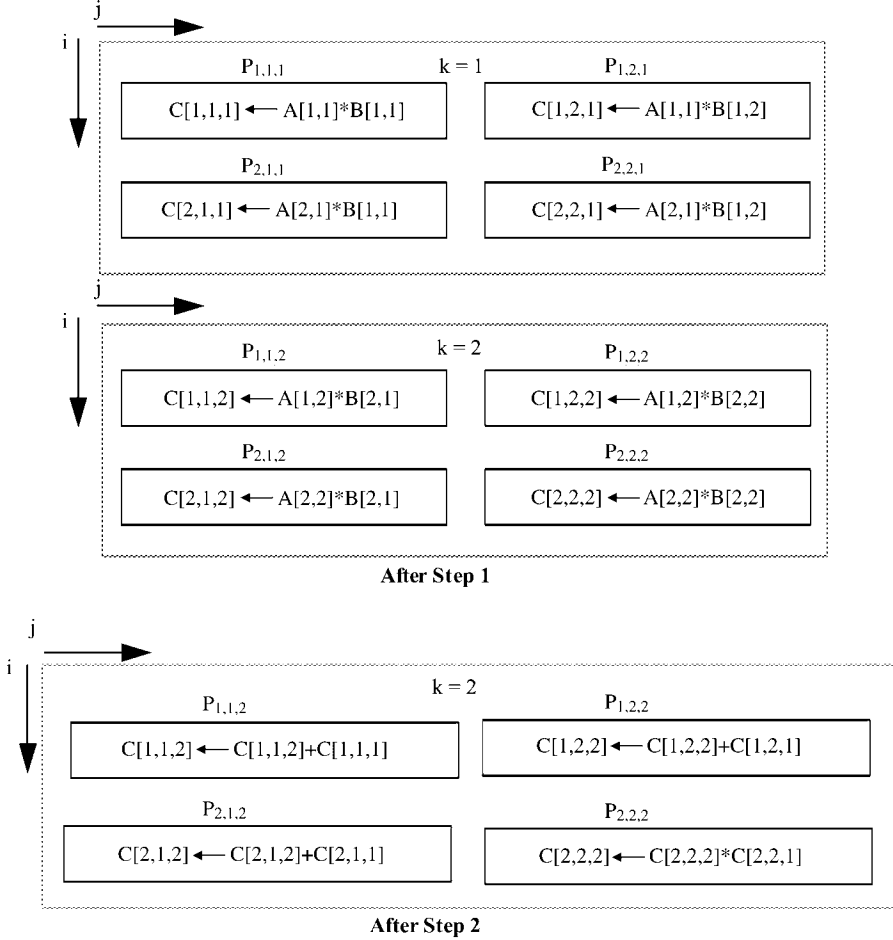 j
i
P1,1,1 k = 1 P1,2,1
C[1,1,1] ← A[1,1]*B[1,1] C[1,2,1] ← A[1,1]*B[1,2]
P2,1,1 P2,2,1
C[2,1,1] ← A[2,1]*B[1,1] C[2,2,1] ← A[2,1]*B[1,2]
j
i
P1,1,2 k = 2 P1,2,2
C[1,1,2] ← A[1,2]*B[2,1] C[1,2,2] ← A[1,2]*B[2,2]
P2,1,2 P2,2,2
C[2,1,2] ← A[2,2]*B[2,1] C[2,2,2] ← A[2,2]*B[2,2]
After Step 1
j
i
P1,1,2 k = 2 P1,2,2
C[1,1,2] ← C[1,1,2]+C[1,1,1] C[1,2,2] ← C[1,2,2]+C[1,2,1]
P2,1,2 P2,2,2
C[2,1,2] ← C[2,1,2]+C[2,1,1] C[2,2,2] ← C[2,2,2]*C[2,2,1]
After Step 2